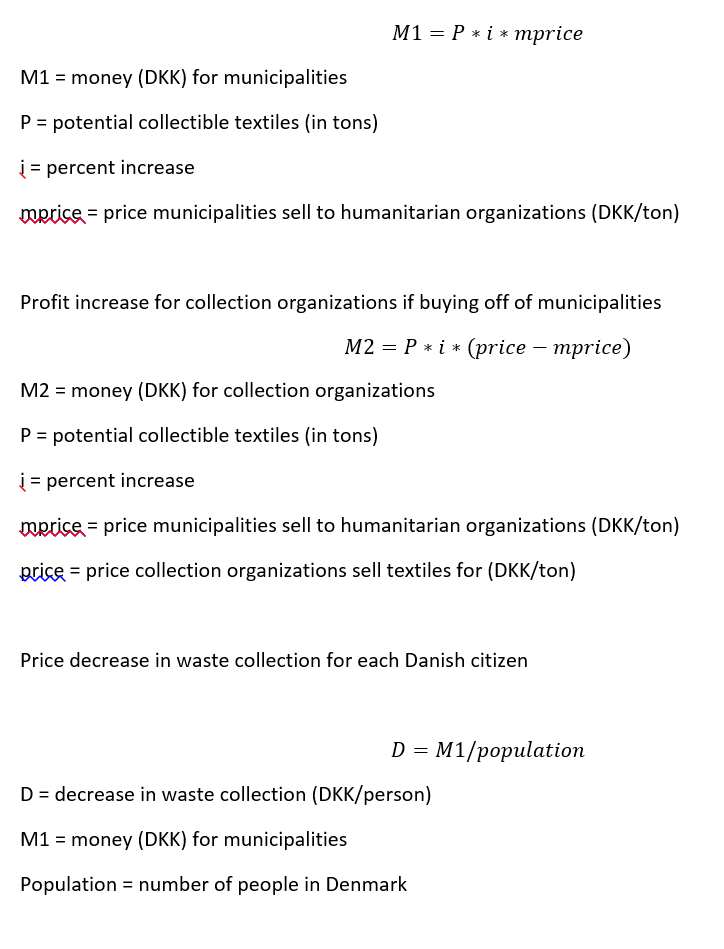 M1 = P * i * mprice
M1 = money (DKK) for municipalities
P = potential collectible textiles (in tons)
i = percent increase
mprice = price municipalities sell to humanitarian organizations (DKK/ton)
Profit increase for collection organizations if buying off of municipalities
M2 = P * i * (price − mprice)
M2 = money (DKK) for collection organizations
P = potential collectible textiles (in tons)
i = percent increase
mprice = price municipalities sell to humanitarian organizations (DKK/ton)
price = price collection organizations sell textiles for (DKK/ton)
Price decrease in waste collection for each Danish citizen
D = M1/population
D = decrease in waste collection (DKK/person)
M1 = money (DKK) for municipalities
Population = number of people in Denmark